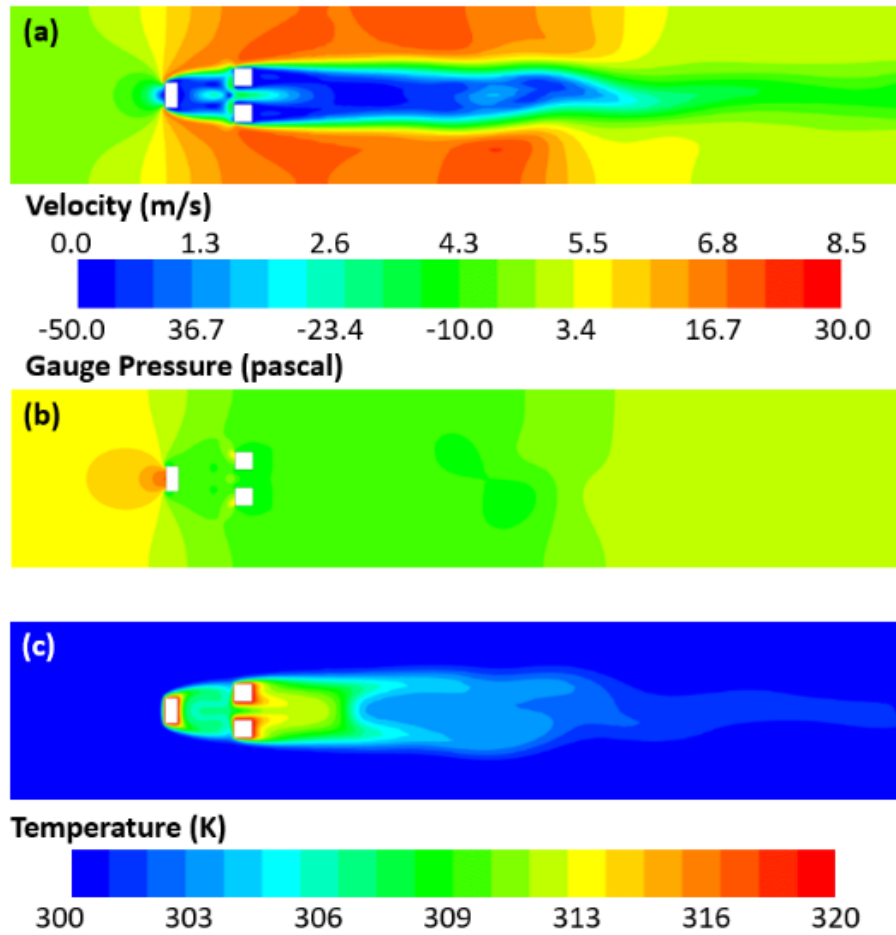 (a)
Velocity (m/s)
0.0 1.3 2.6 4.3 5.5 6.8 8.5
-50.0 36.7 -23.4 -10.0 3.4 16.7 30.0
Gauge Pressure (pascal)
(b)
(c)
Temperature (K)
300 303 306 309 313 316 320